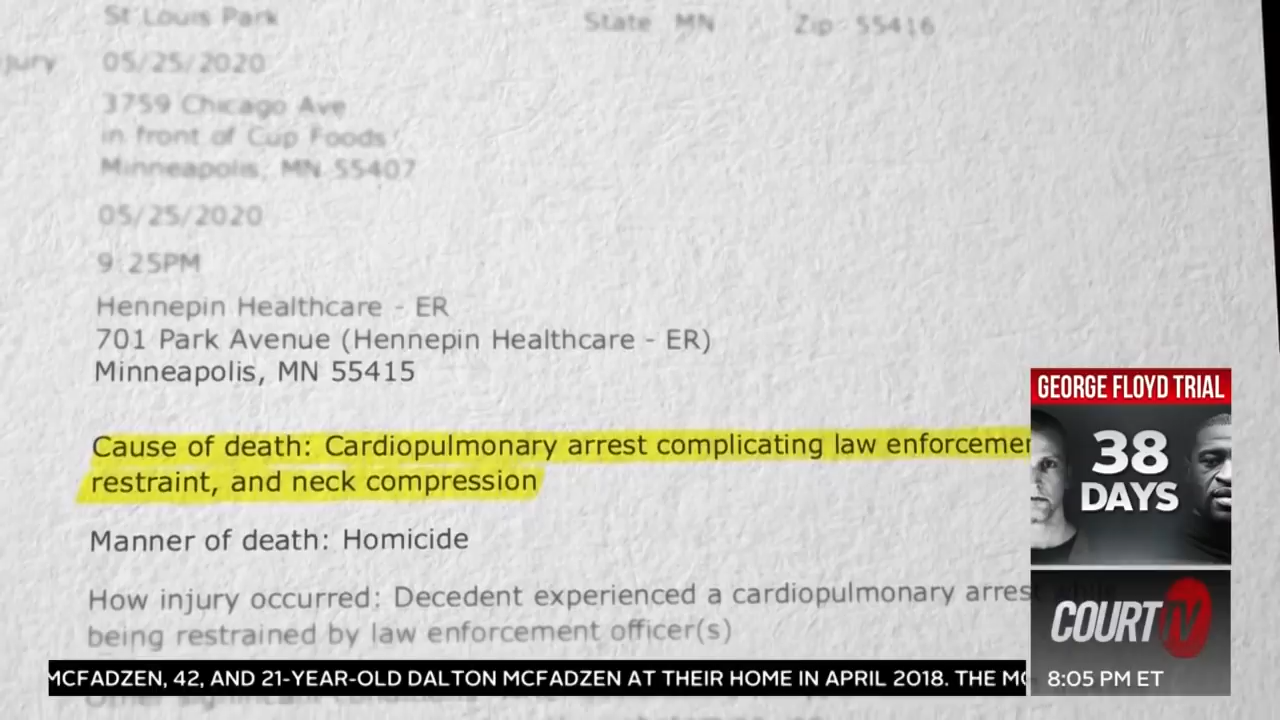 St Louis Park State MN Zip 55416
jury 05/25/2020
3759 Chicago Ave
in front of Cup Foods
Minneapolis, MN 55407
05/25/2020
9 25PM
Hennepin Healthcare - ER
701 Park Avenue (Hennepin Healthcare - ER)
Minneapolis, MN 55415
Cause of death: Cardiopulmonary arrest complicating law enforcemen
restraint, and neck compression
Manner of death: Homicide
How injury occurred: Decedent experienced a cardiopulmonary arrest while
being restrained by law enforcement officer(s)
GEORGE FLOYD TRIAL
38
DAYS
COURT TV
8:05 PM ET
MCFADZEN, 42, AND 21-YEAR-OLD DALTON MCFADZEN AT THEIR HOME IN APRIL 2018. THE MC